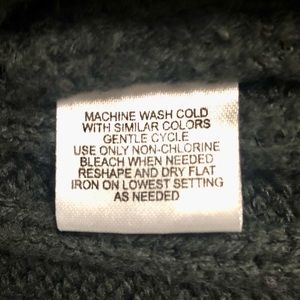 MACHINE WASH COLD
WITH SIMILAR COLORS
GENTLE CYCLE
USE ONLY NON-CHLORINE
BLEACH WHEN NEEDED
RESHAPE AND DRY FLAT
IRON ON LOWEST SETTING
AS NEEDED